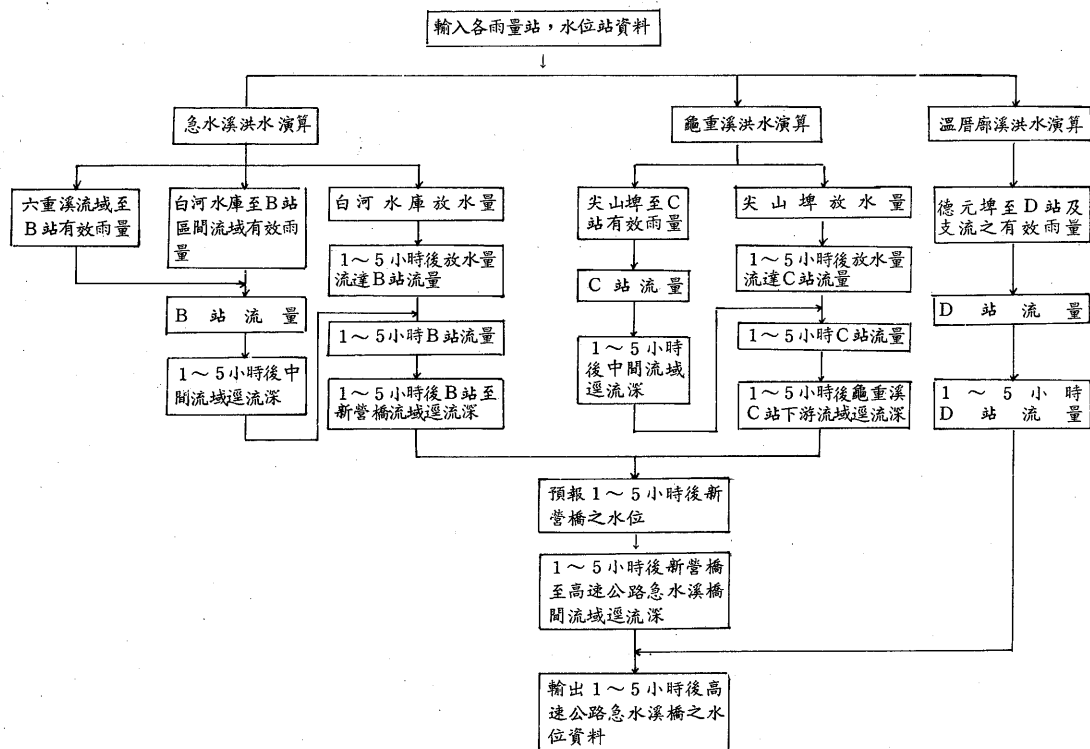 輸入各雨量站，水位站資料
急水溪洪水演算
龜重溪洪水演算
溫厝廍溪洪水演算
六重溪流域至
B站有效雨量
白河水庫至B站
區間流域有效雨
量
白河水庫放水量
尖山埤至C
站有效雨量
尖山埤放水量
德元埤至D站及
支流之有效雨量
1～5小時後放水量
流達B站流量
C站流量
1～5小時後放水量
流達C站流量
B站流量
D站流量
1～5小時B站流量
1～5小時C站流量
1～5小時後中
間流域逕流深
1～5小時
後中間流域
逕流深
1～5小時後B站至
新營橋流域逕流深
1～5小時後龜重溪
C站下游流域逕流深
1～5小時
D站流量
預報1～5小時後新
營橋之水位
1～5小時後新營橋
至高速公路急水溪橋
間流域逕流深
輸出1～5小時後高
速公路急水溪橋之水
位資料